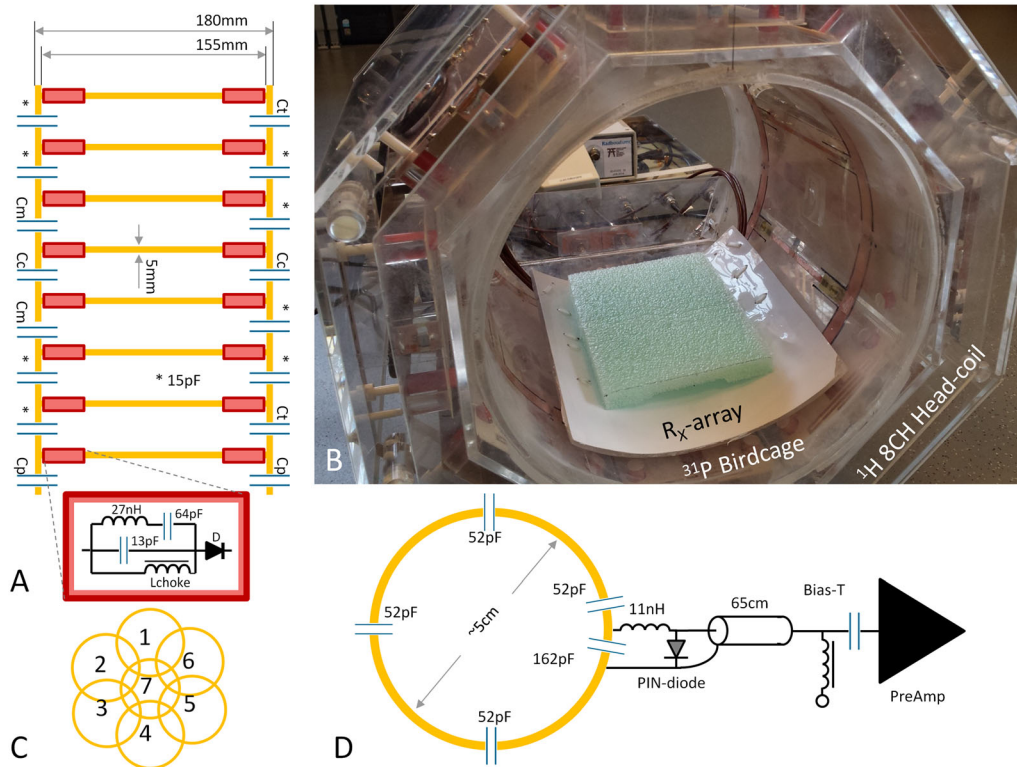 180mm
155mm
*
Ct
*
*
Cm
*
Cc
5mm
Cc
Cm
*
*
*
* 15pF
*
Ct
Cp
Cp
27nH
64pF
13pF
D
Lchoke
A
B
Rx-array
31P Birdcage
1H 8CH Head-coil
1
2
6
7
3
5
4
C
52pF
52pF
52pF
~5cm
11nH
65cm
Bias-T
162pF
PIN-diode
PreAmp
52pF
D